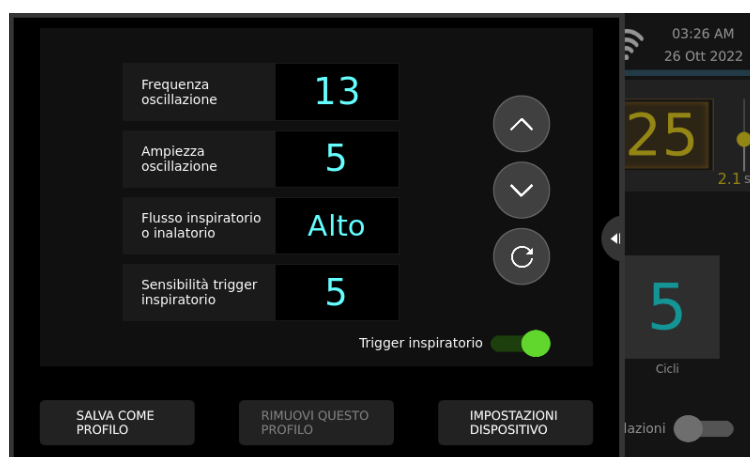 03:26 AM
26 Ott 2022
Frequenza
oscillazione
13
Ampiezza
oscillazione
5
Flusso inspiratorio
o inalatorio
Alto
Sensibilità trigger
inspiratorio
5
Trigger inspiratorio
SALVA COME
PROFILO
RIMUOVI QUESTO
PROFILO
IMPOSTAZIONI
DISPOSITIVO
25
2.1 s
5
Cicli
lazioni